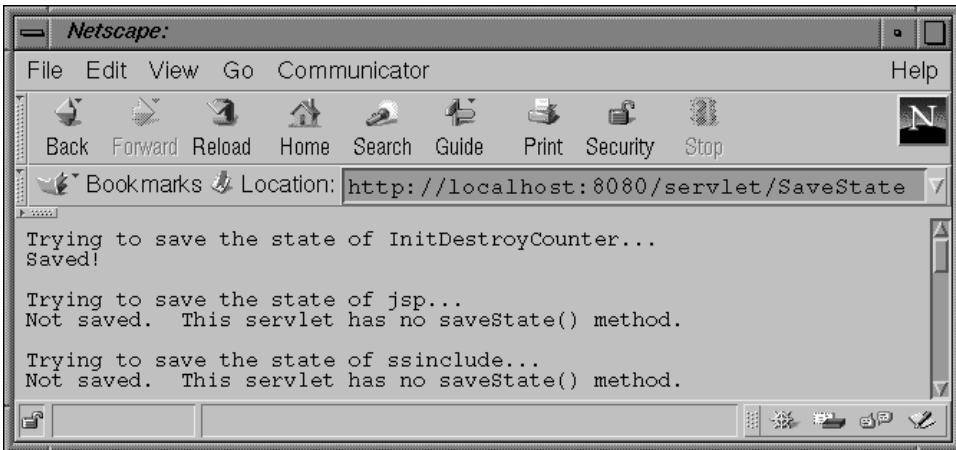 Netscape:
File Edit View Go Communicator Help
Back Forward Reload Home Search Guide Print Security Stop
N
Bookmarks Location: http://localhost:8080/servlet/SaveState
Trying to save the state of InitDestroyCounter...
Saved!
Trying to save the state of jsp...
Not saved.  This servlet has no saveState() method.
Trying to save the state of ssinclude...
Not saved.  This servlet has no saveState() method.